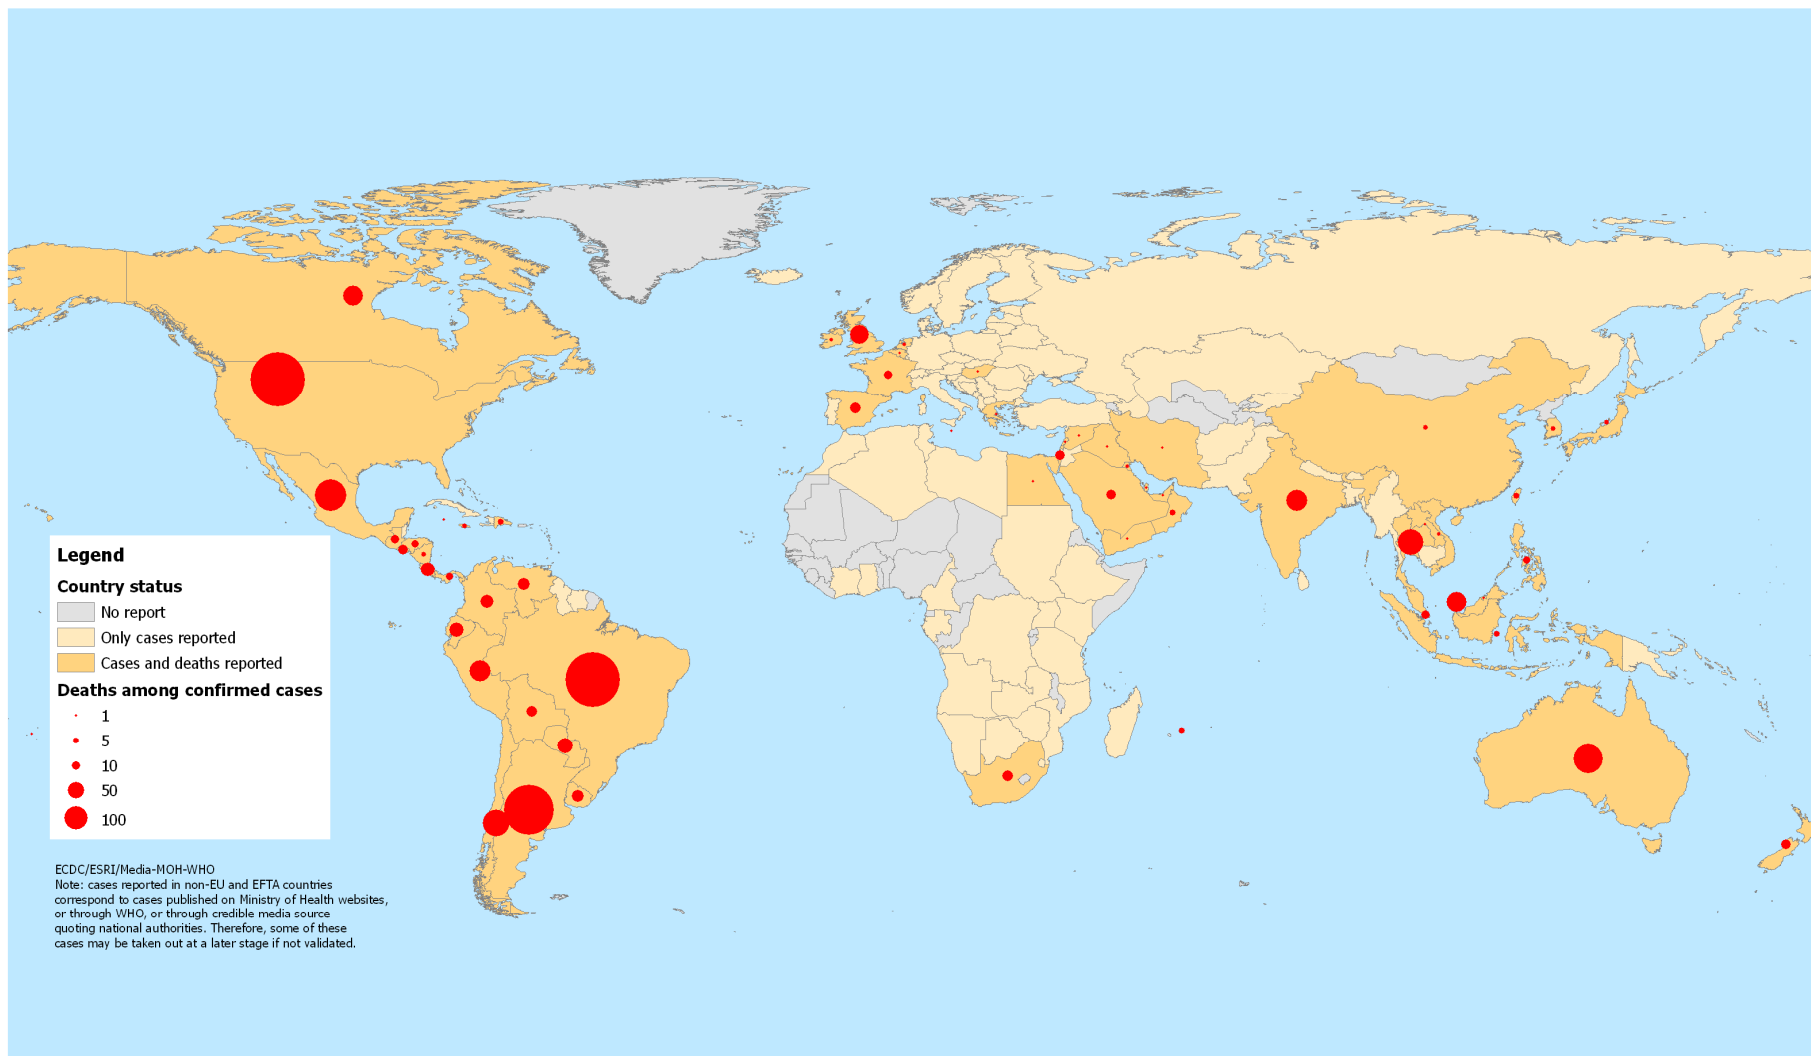 Legend
Country status
No report
Only cases reported
Cases and deaths reported
Deaths among confirmed cases
1
5
10
50
100
ECDC/ESRI/Media-MOH-WHO
Note: cases reported in non-EU and EFTA countries
correspond to cases published on Ministry of Health websites,
or through WHO, or through credible media source
quoting national authorities. Therefore, some of these
cases may be taken out at a later stage if not validated.